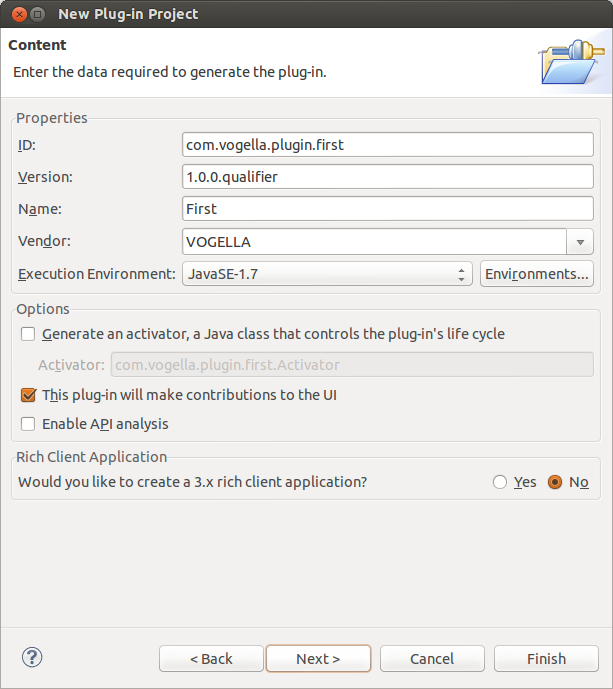 New Plug-in Project
Content
Enter the data required to generate the plug-in.
Properties
ID: com.vogella.plugin.first
Version: 1.0.0.qualifier
Name: First
Vendor: VOGELLA
Execution Environment: JavaSE-1.7 Environments...
Options
Generate an activator, a Java class that controls the plug-in's life cycle
Activator: com.vogella.plugin.first.Activator
This plug-in will make contributions to the UI
Enable API analysis
Rich Client Application
Would you like to create a 3.x rich client application? Yes No
? < Back Next > Cancel Finish